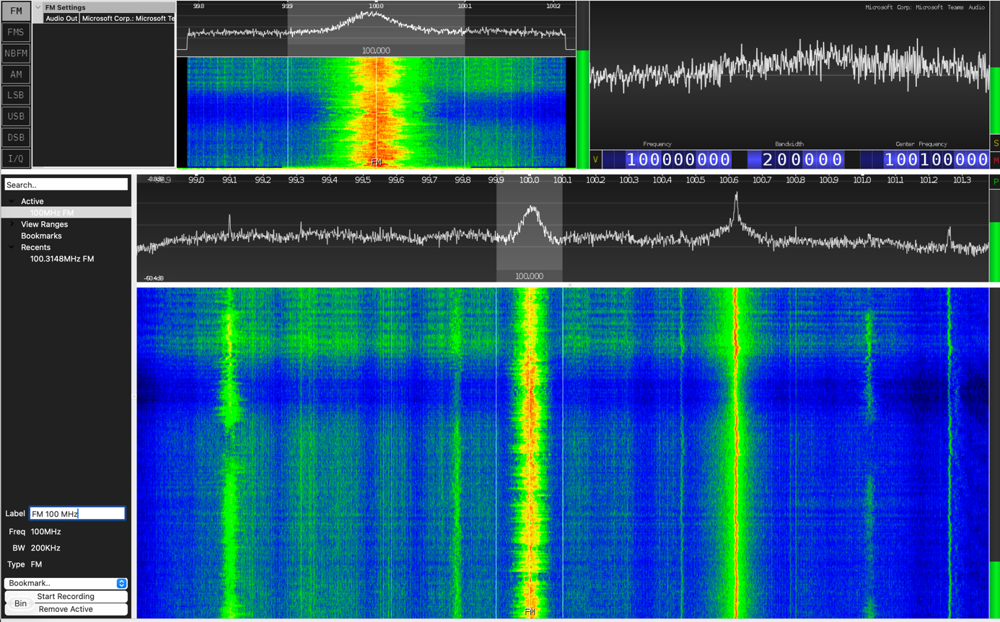 FM
FMS
NBFM
AM
LSB
USB
DSB
I/Q
FM Settings
Audio Out Microsoft Corp.: Microsoft Te
99.8 99.9 100.0 100.1 100.2
100.000
FM
Microsoft Corp: Microsoft Teams Audio
Frequency Bandwidth Center Frequency
V 100000000 200000 100100000
S
M
P
Search..
Active
100MHz FM
View Ranges
Bookmarks
Recents
100.3148MHz FM
-8.8dB 98.9 99.0 99.1 99.2 99.3 99.4 99.5 99.6 99.7 99.8 99.9 100.0 100.1 100.2 100.3 100.4 100.5 100.6 100.7 100.8 100.9 101.0 101.1 101.2 101.3
-60.4dB
100.000
FM
Label FM 100 MHz
Freq 100MHz
BW 200KHz
Type FM
Bookmark..
Start Recording
Bin
Remove Active